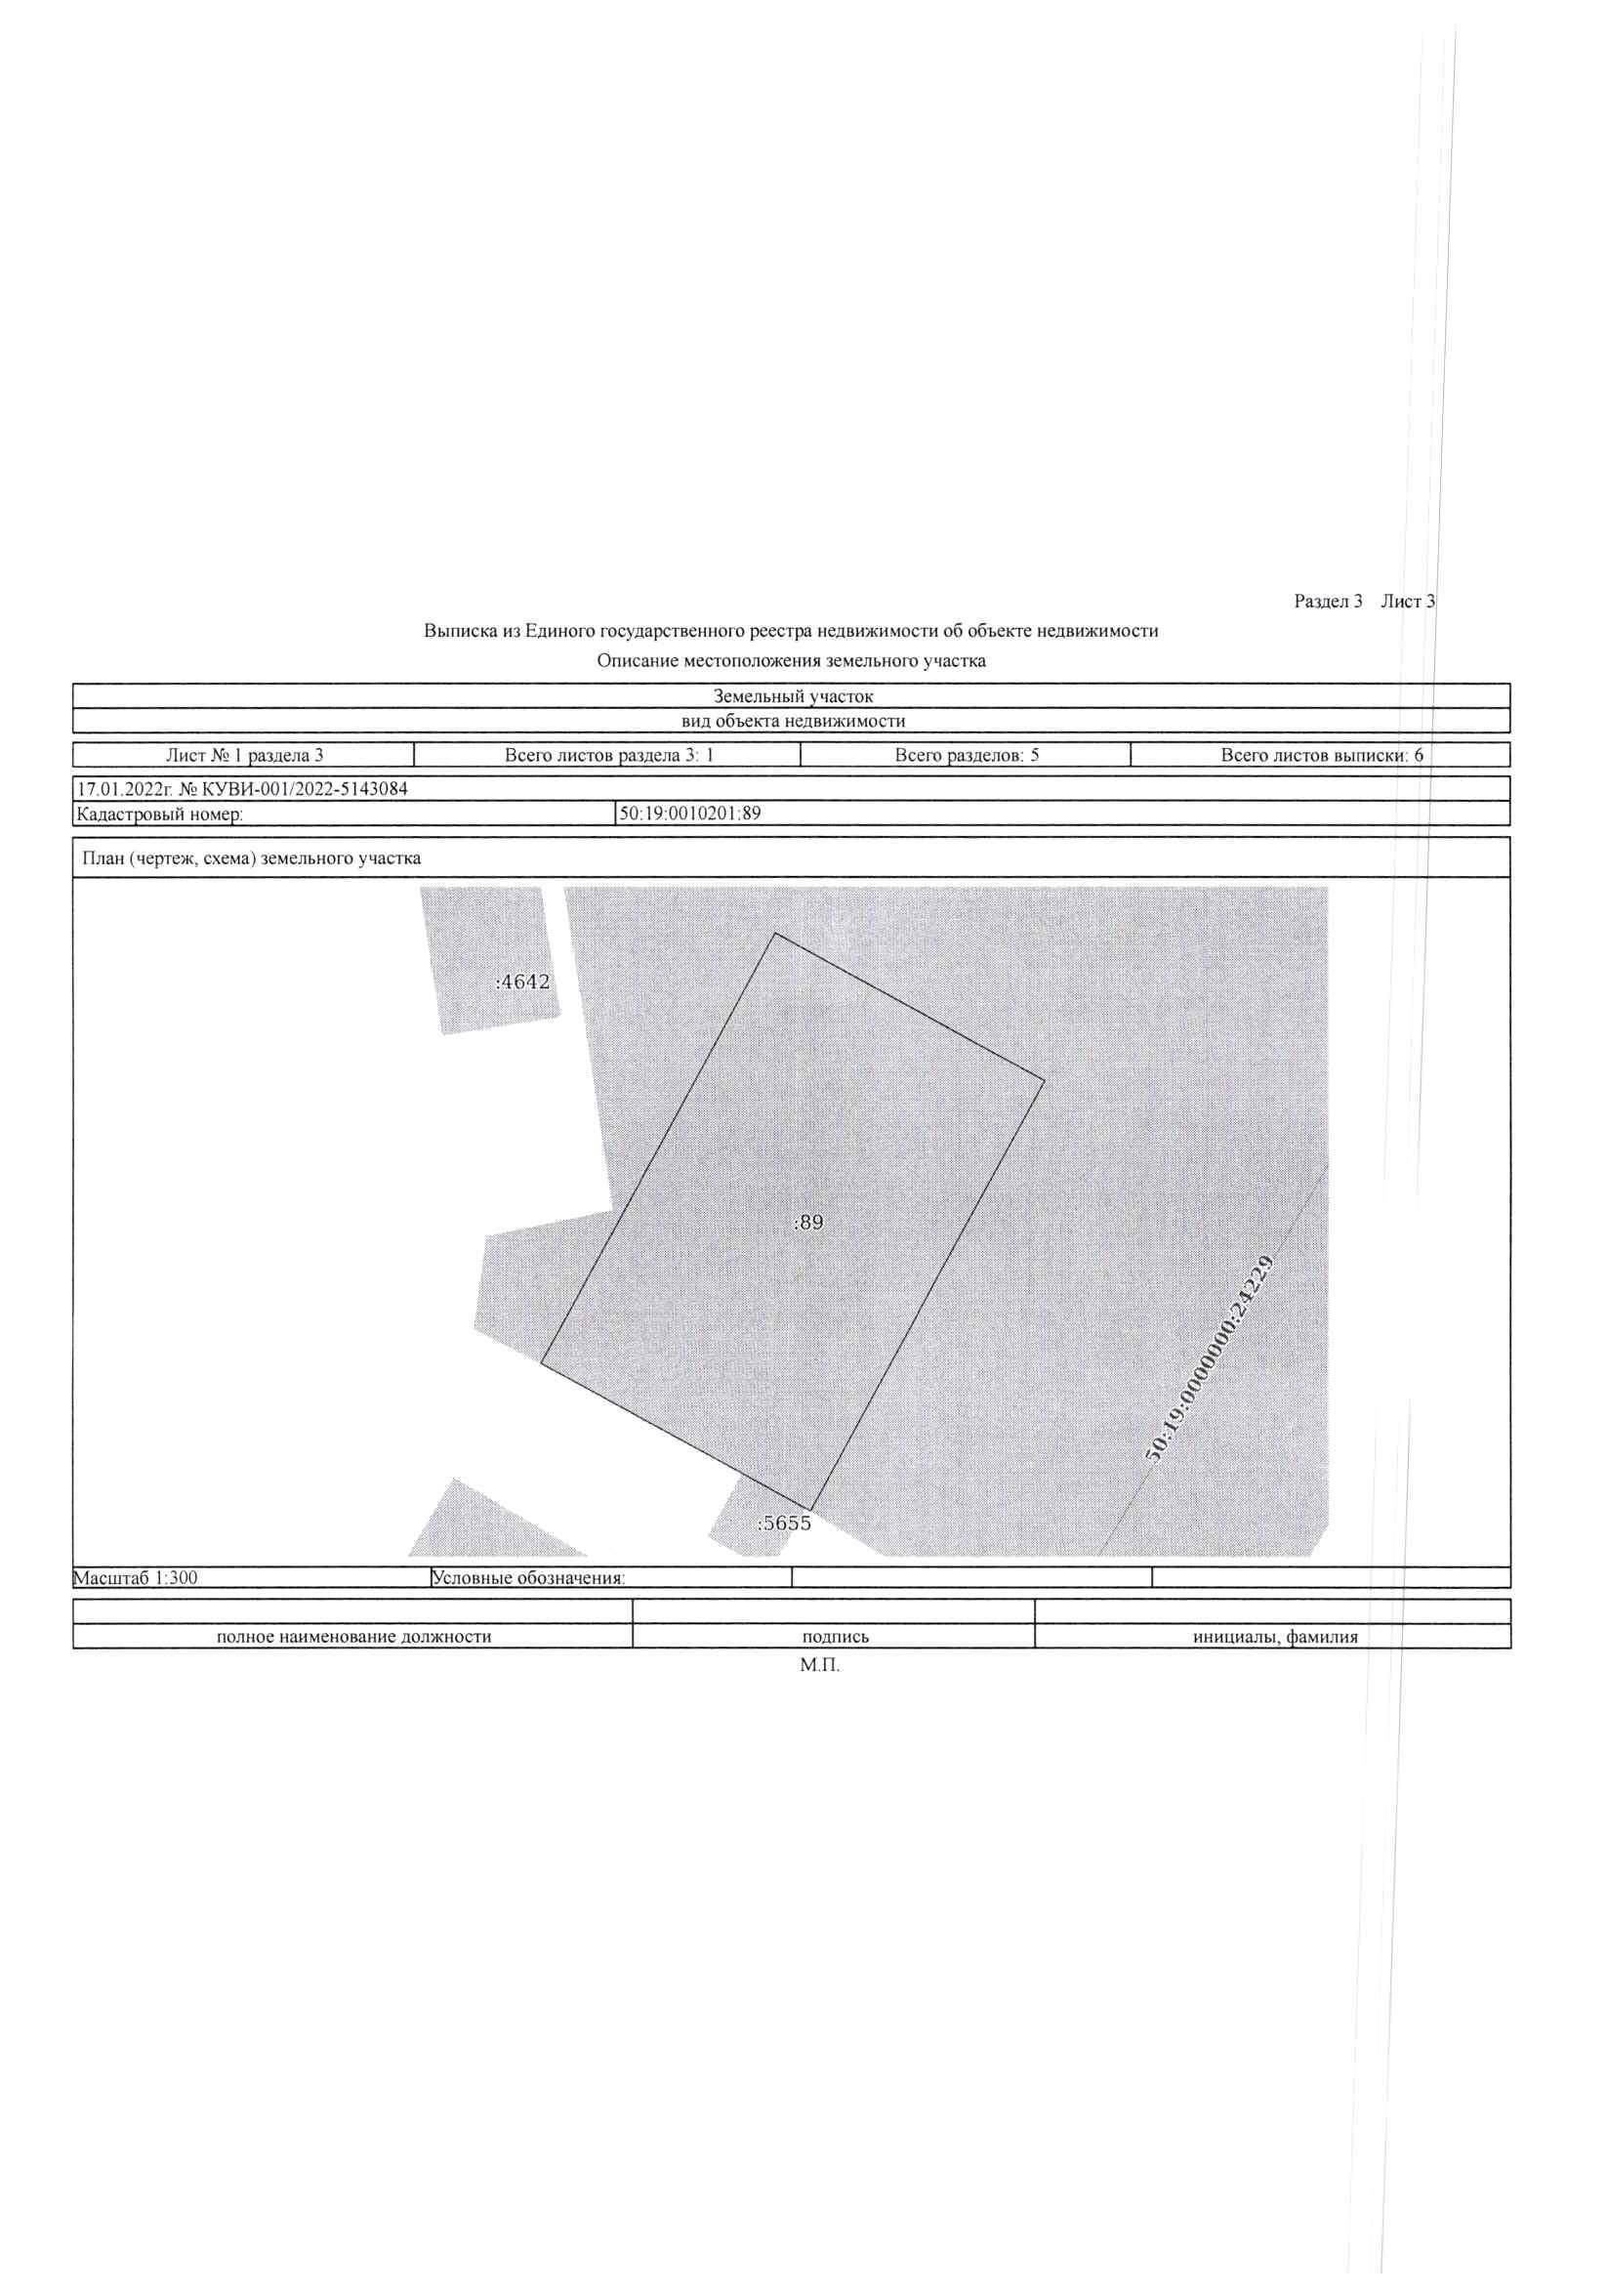 Раздел 3 Лист 3
Выписка из Единого государственного реестра недвижимости об объекте недвижимости
Описание местоположения земельного участка
Земельный участок
вид объекта недвижимости
Лист № 1 раздела 3 Всего листов раздела 3: 1 Всего разделов: 5 Всего листов выписки: 6
17.01.2022г. № КУВИ-001/2022-5143084
Кадастровый номер: 50:19:0010201:89
План (чертеж, схема) земельного участка
:4642
:89
50:19:0000000:24229
:5655
Масштаб 1:300 Условные обозначения:
полное наименование должности подпись инициалы, фамилия
М.П.